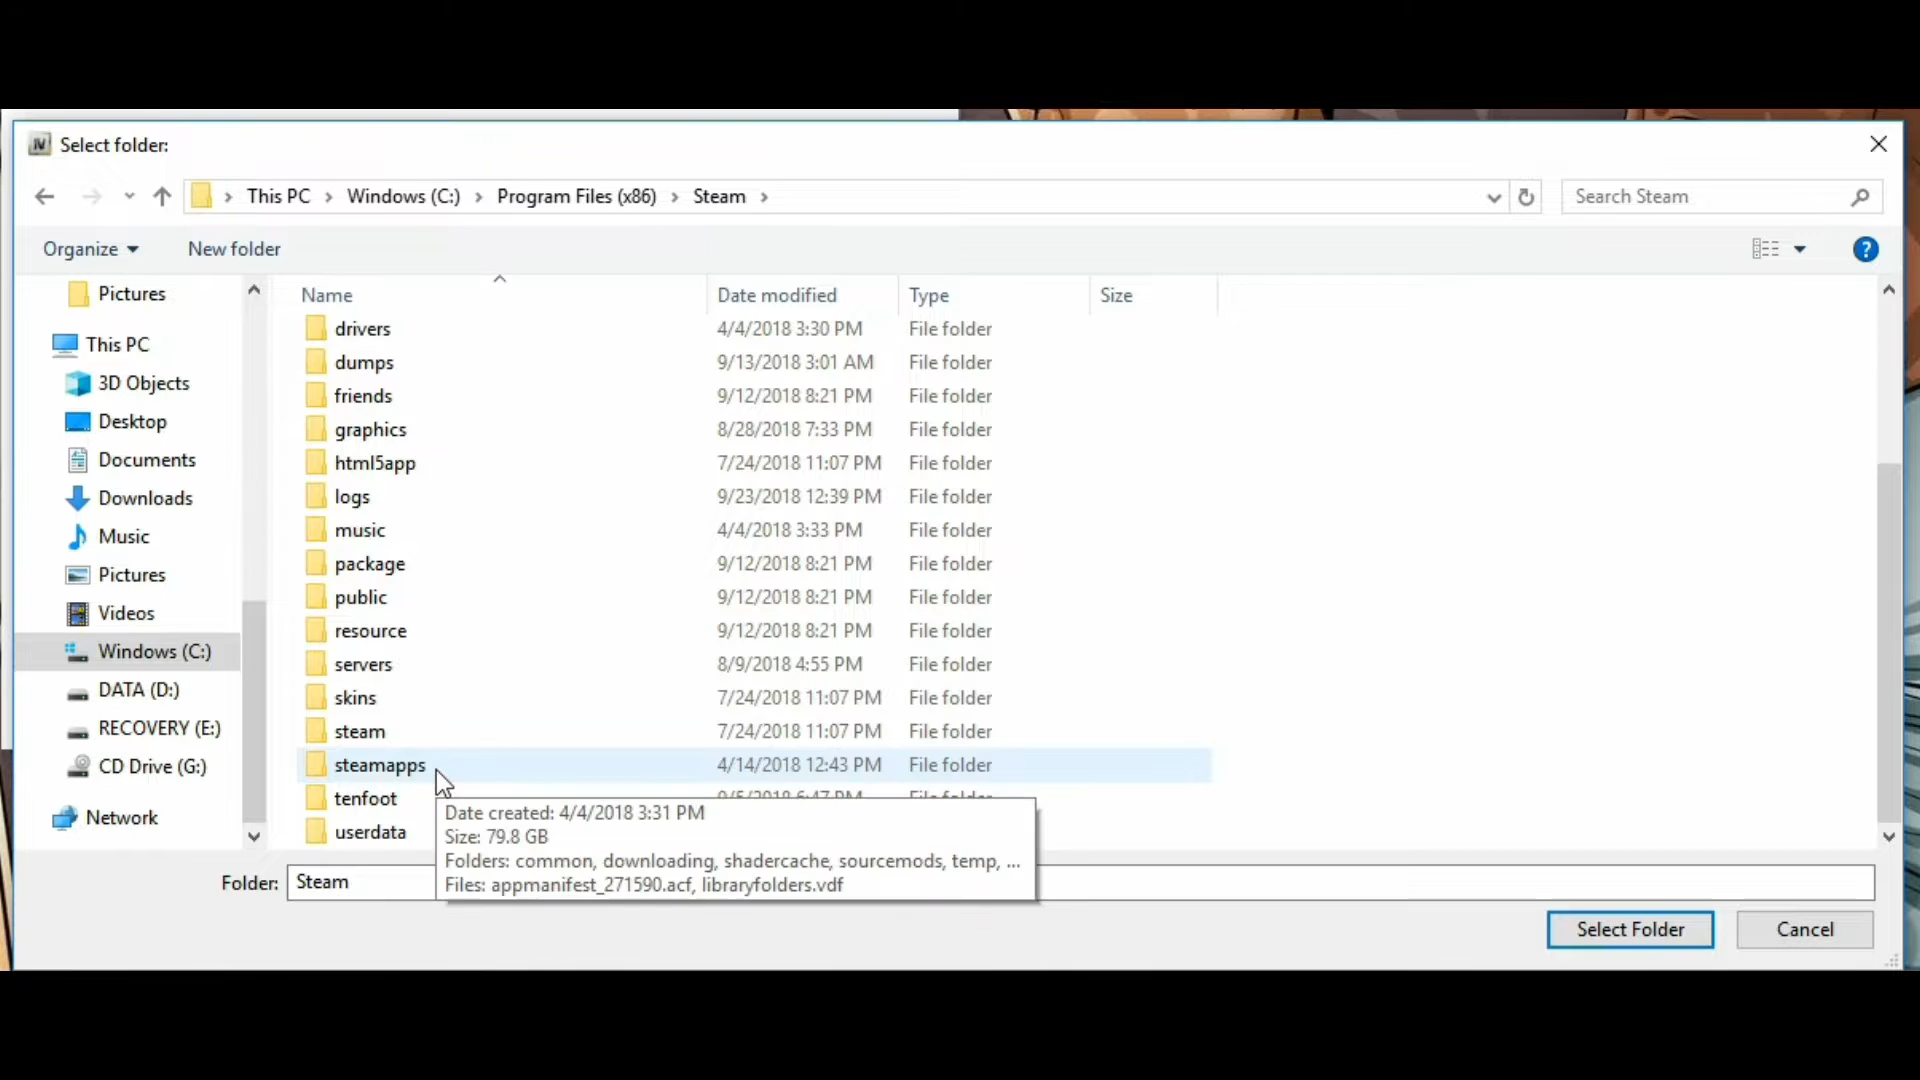 IV Select folder:
This PC Windows (C:) Program Files (x86) Steam Search Steam
Organize New folder ?
Pictures
This PC
3D Objects
Desktop
Documents
Downloads
Music
Pictures
Videos
Windows (C:)
DATA (D:)
RECOVERY (E:)
CD Drive (G:)
Network
Name Date modified Type Size
drivers 4/4/2018 3:30 PM File folder
dumps 9/13/2018 3:01 AM File folder
friends 9/12/2018 8:21 PM File folder
graphics 8/28/2018 7:33 PM File folder
html5app 7/24/2018 11:07 PM File folder
logs 9/23/2018 12:39 PM File folder
music 4/4/2018 3:33 PM File folder
package 9/12/2018 8:21 PM File folder
public 9/12/2018 8:21 PM File folder
resource 9/12/2018 8:21 PM File folder
servers 8/9/2018 4:55 PM File folder
skins 7/24/2018 11:07 PM File folder
steam 7/24/2018 11:07 PM File folder
steamapps 4/14/2018 12:43 PM File folder
tenfoot
userdata
Date created: 4/4/2018 3:31 PM
Size: 79.8 GB
Folders: common, downloading, shadercache, sourcemods, temp, ...
Files: appmanifest_271590.acf, libraryfolders.vdf
Folder: Steam
Select Folder Cancel